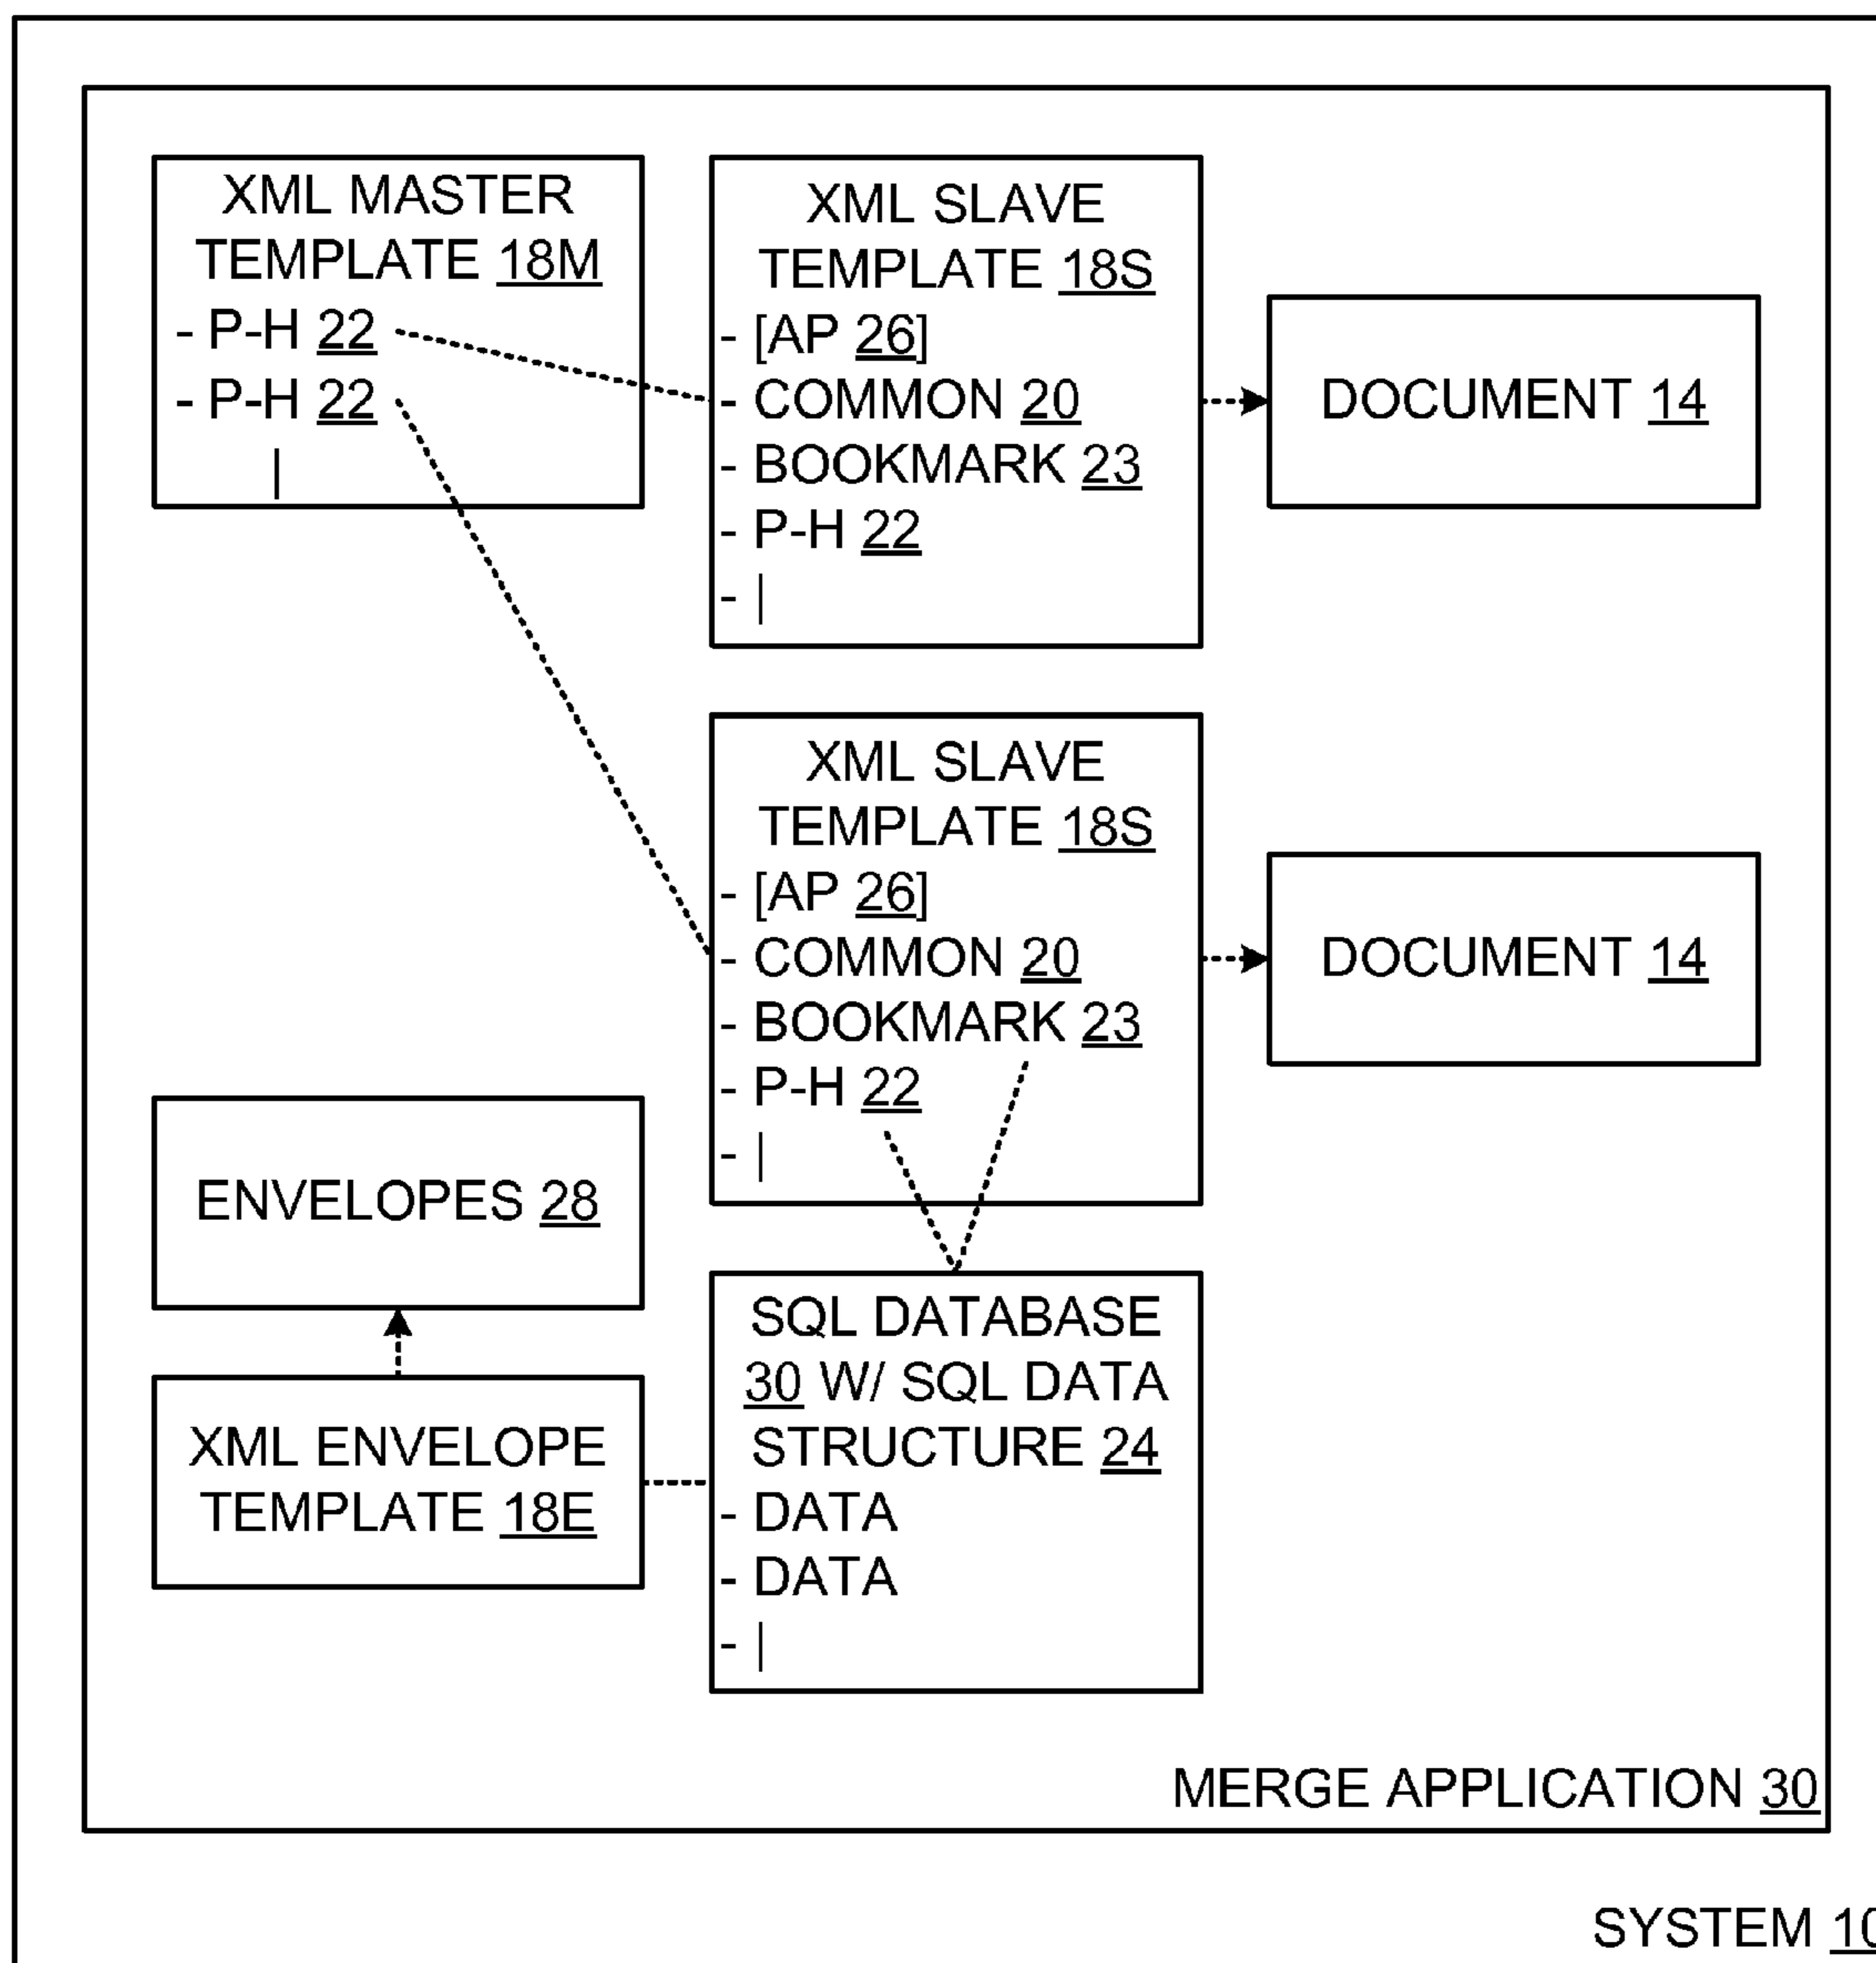 XML MASTER
TEMPLATE 18M
- P-H 22
- P-H 22
|
XML SLAVE
TEMPLATE 18S
- [AP 26]
- COMMON 20
- BOOKMARK 23
- P-H 22
- |
DOCUMENT 14
XML SLAVE
TEMPLATE 18S
- [AP 26]
- COMMON 20
- BOOKMARK 23
- P-H 22
- |
DOCUMENT 14
ENVELOPES 28
XML ENVELOPE
TEMPLATE 18E
SQL DATABASE
30 W/ SQL DATA
STRUCTURE 24
- DATA
- DATA
- |
MERGE APPLICATION 30
SYSTEM 10